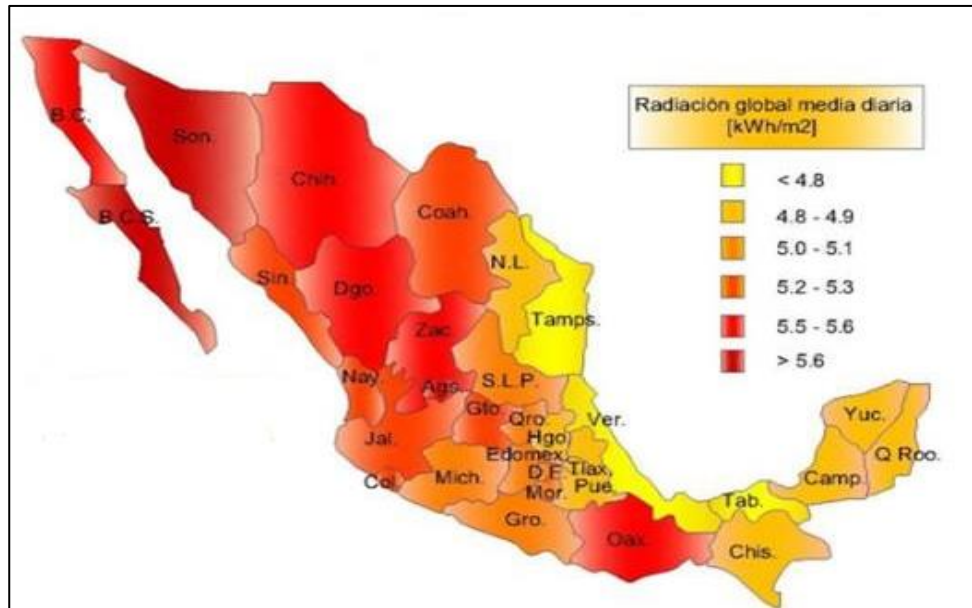 Radiación global media diaria
[kWh/m2]
< 4.8
4.8 - 4.9
5.0 - 5.1
5.2 - 5.3
5.5 - 5.6
> 5.6
B.C.
Son.
Chih.
B.C.S.
Coah.
Sin.
Dgo.
N.L.
Tamps.
Zac.
Nay.
Ags.
S.L.P.
Gto.
Qro.
Ver.
Jal.
Hgo.
Yuc.
Edomex.
Q Roo.
Col.
Mich.
D.F.
Tlax,
Camp.
Mor.
Pue.
Tab.
Gro.
Oax.
Chis.